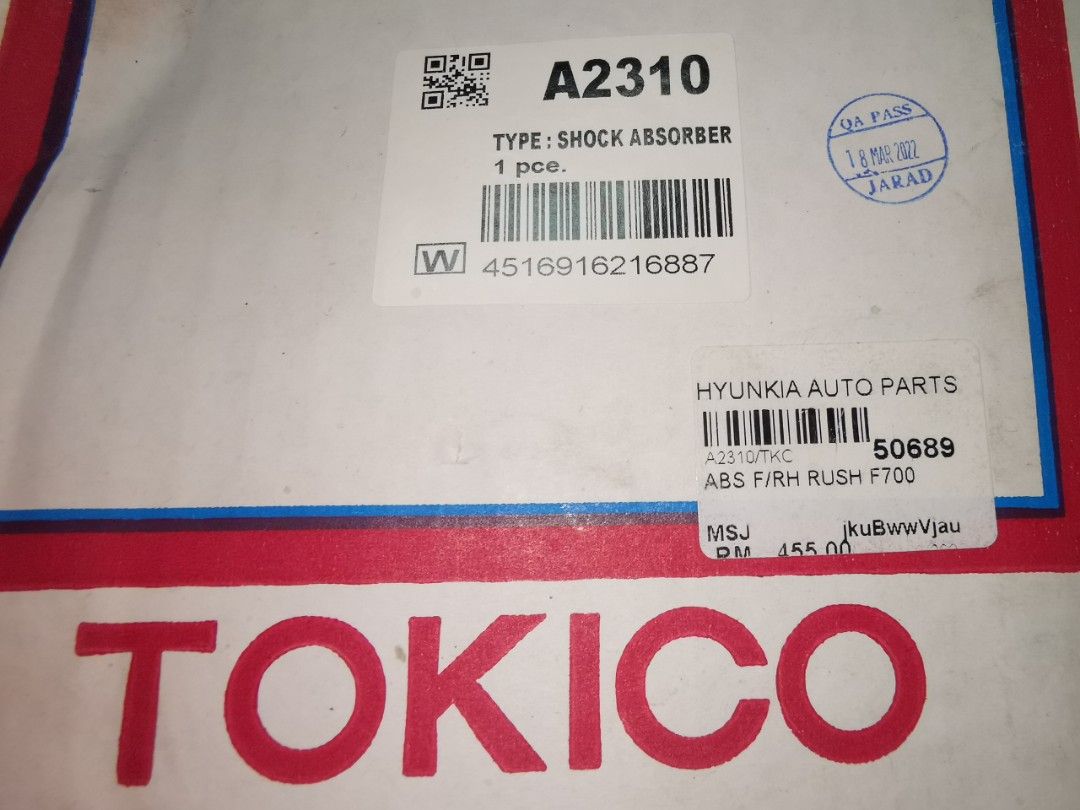 A2310
TYPE : SHOCK ABSORBER
1 pce.
W 4516916216887
QA PASS
18 MAR 2022
JARAD
HYUNKIA AUTO PARTS
A2310/TKC 50689
ABS F/RH RUSH F700
MSJ jkuBwwVjau
RM 455.00
TOKICO